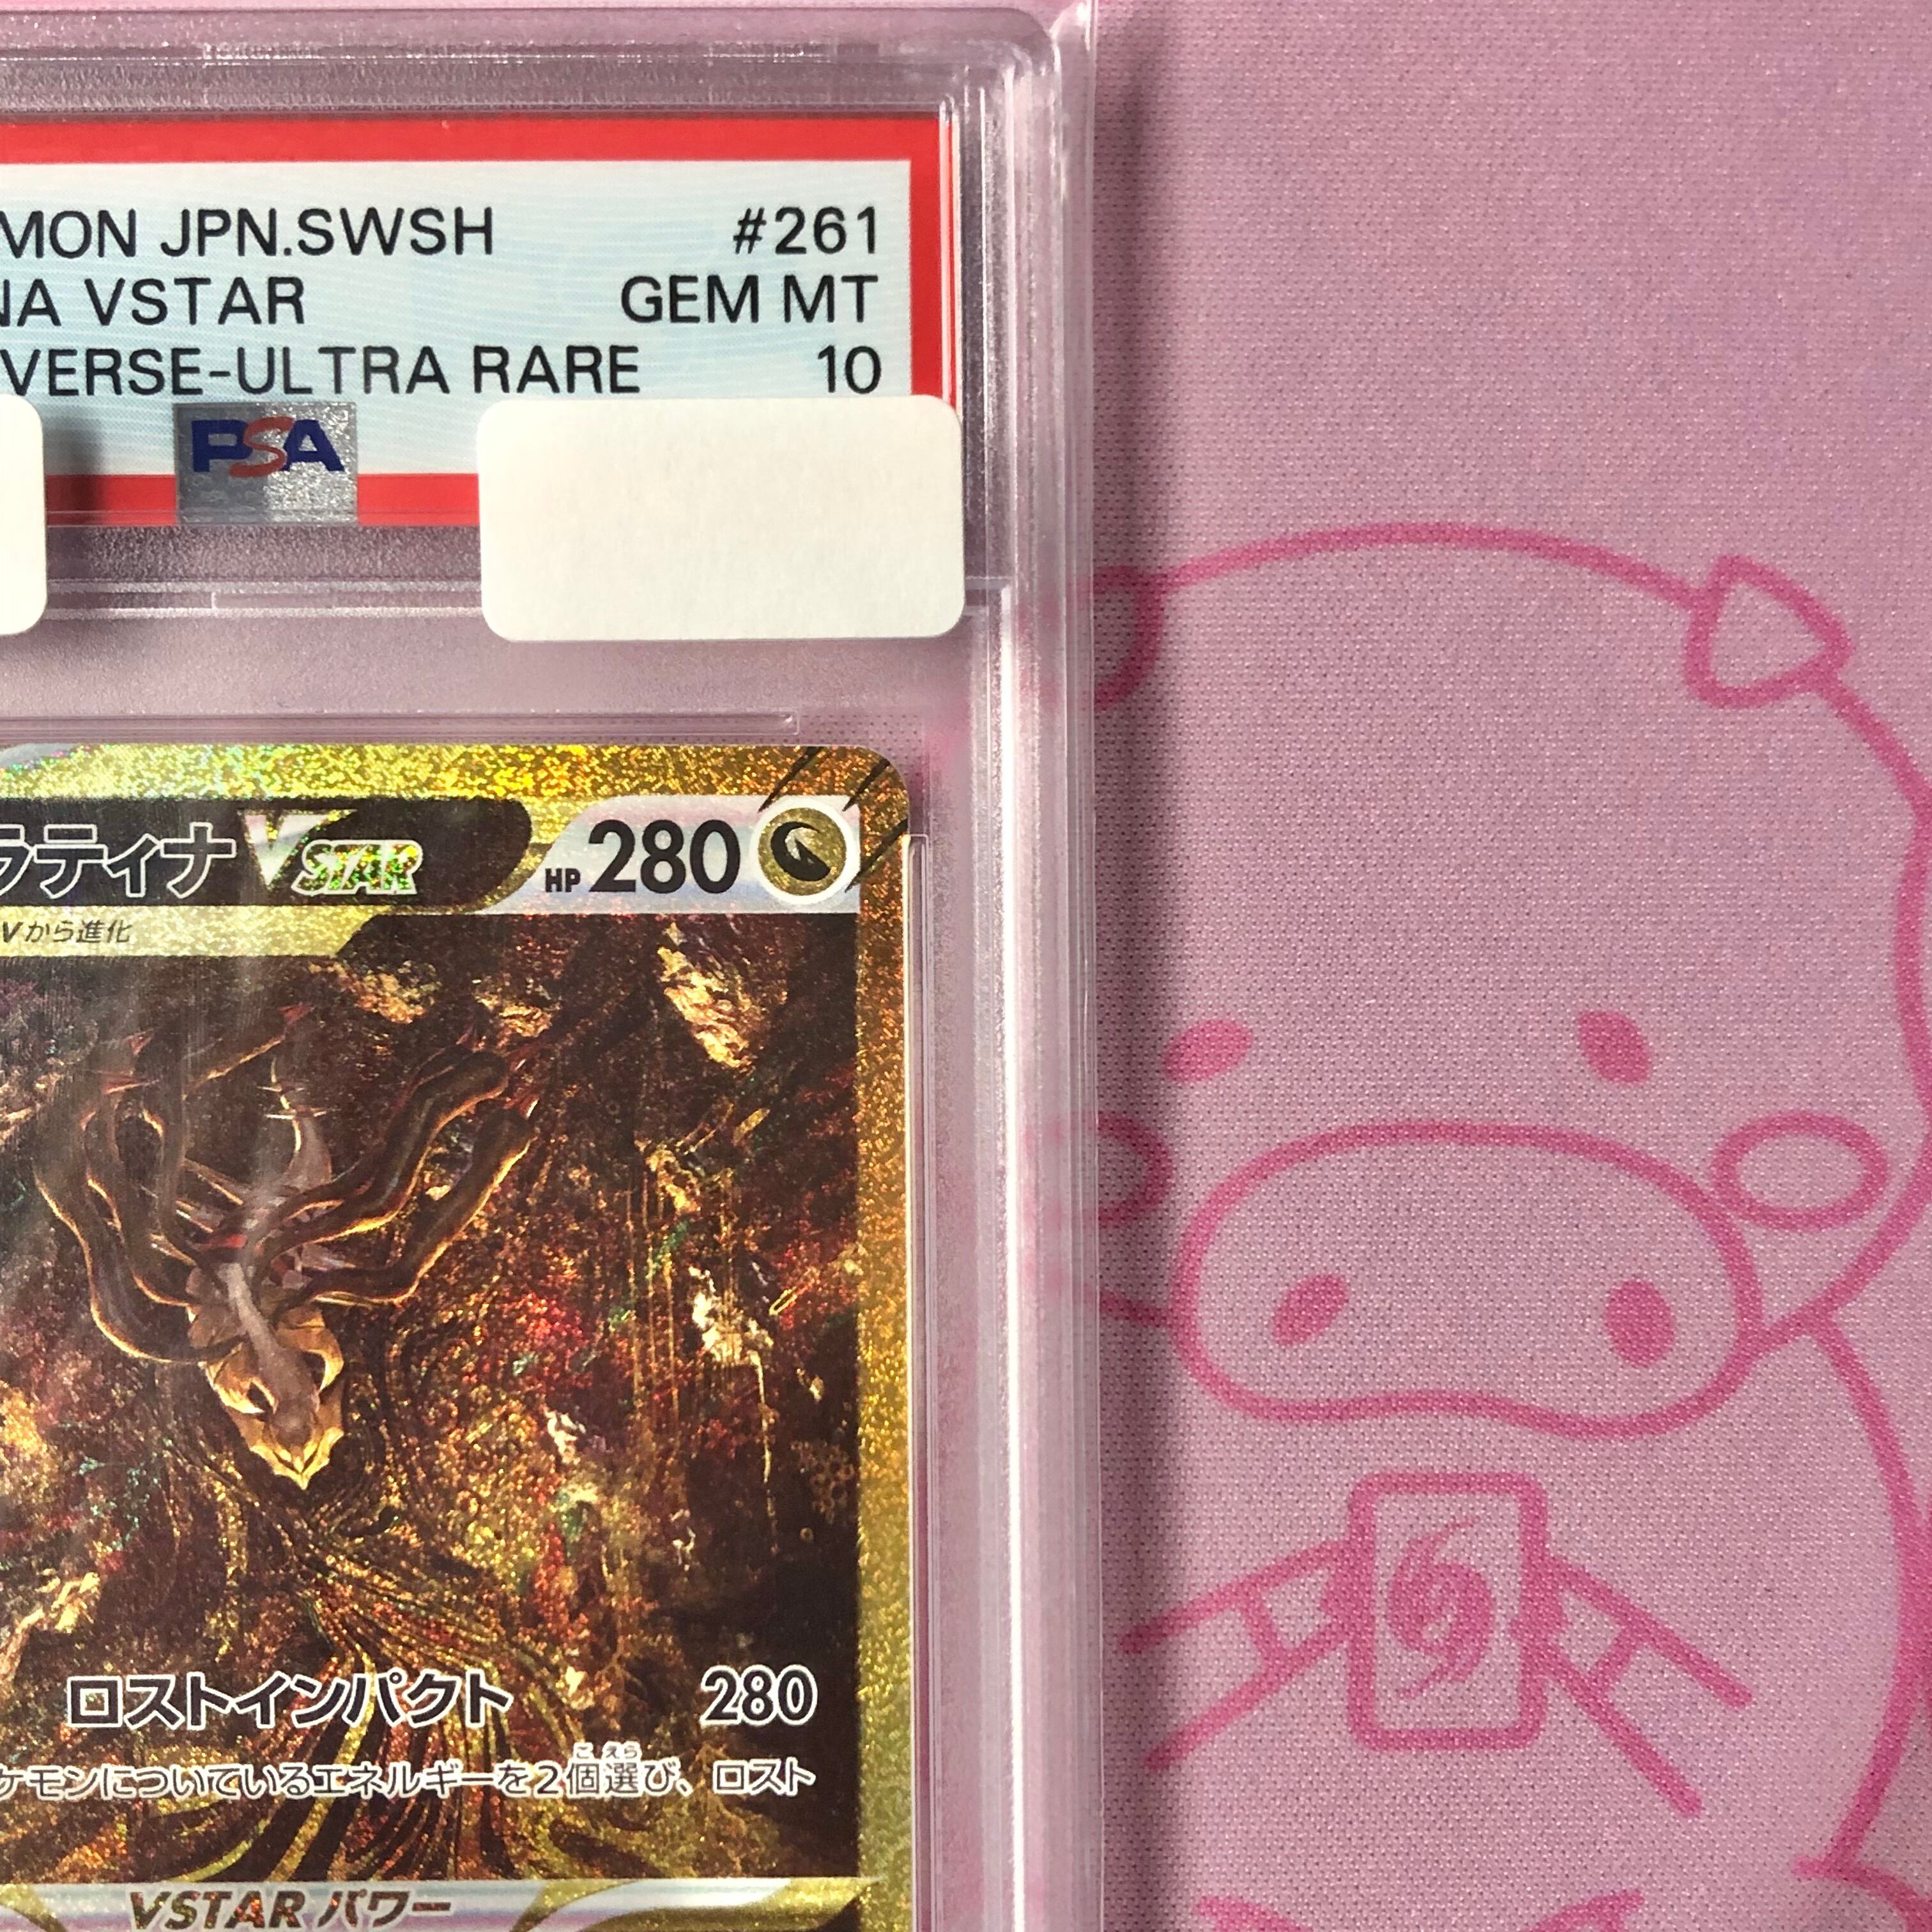 MON JPN.SWSH #261
NA VSTAR GEM MT
VERSE-ULTRA RARE 10
PSA
ラティナ VSTAR HP 280
Vから進化
ロストインパクト 280
ケモンについているエネルギーを2個選び、ロスト
こ えら
VSTARパワー